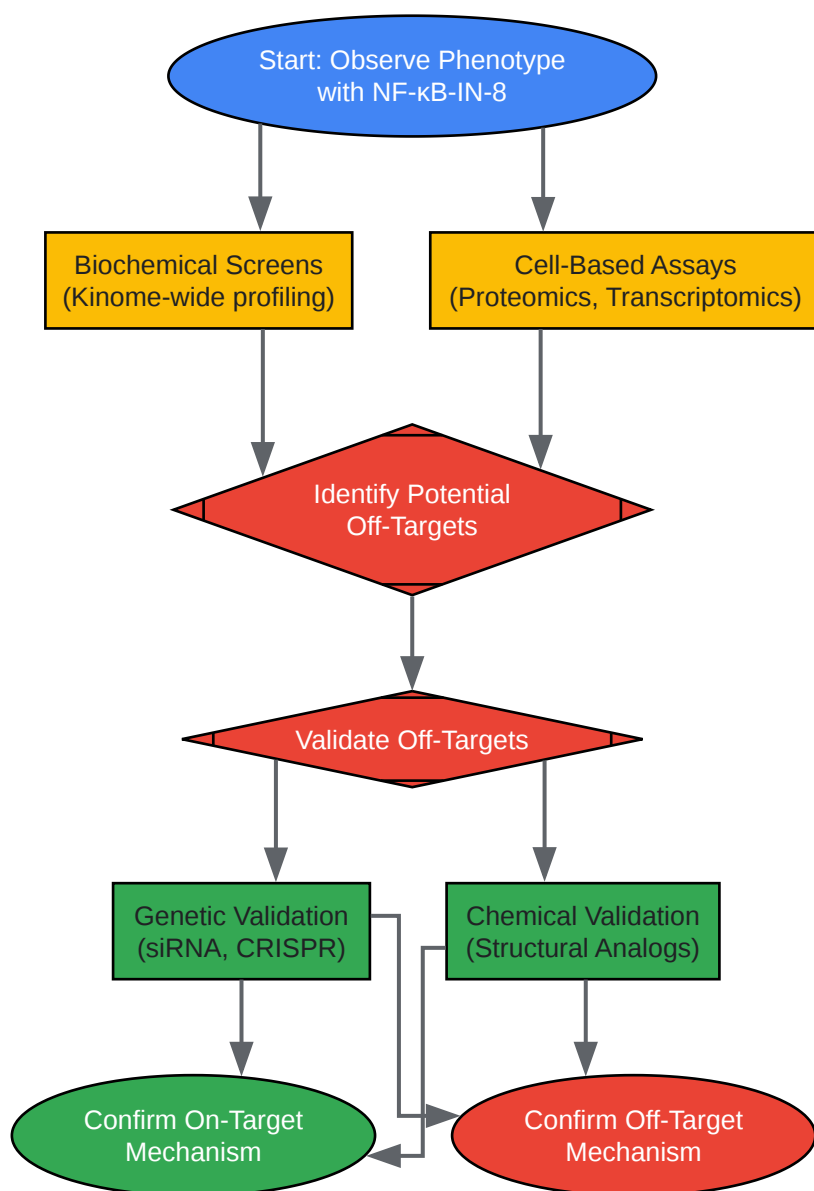 Start: Observe Phenotype
with NF-κB-IN-8
Biochemical Screens
(Kinome-wide profiling)
Cell-Based Assays
(Proteomics, Transcriptomics)
Identify Potential
Off-Targets
Validate Off-Targets
Genetic Validation
(siRNA, CRISPR)
Chemical Validation
(Structural Analogs)
Confirm On-Target
Mechanism
Confirm Off-Target
Mechanism